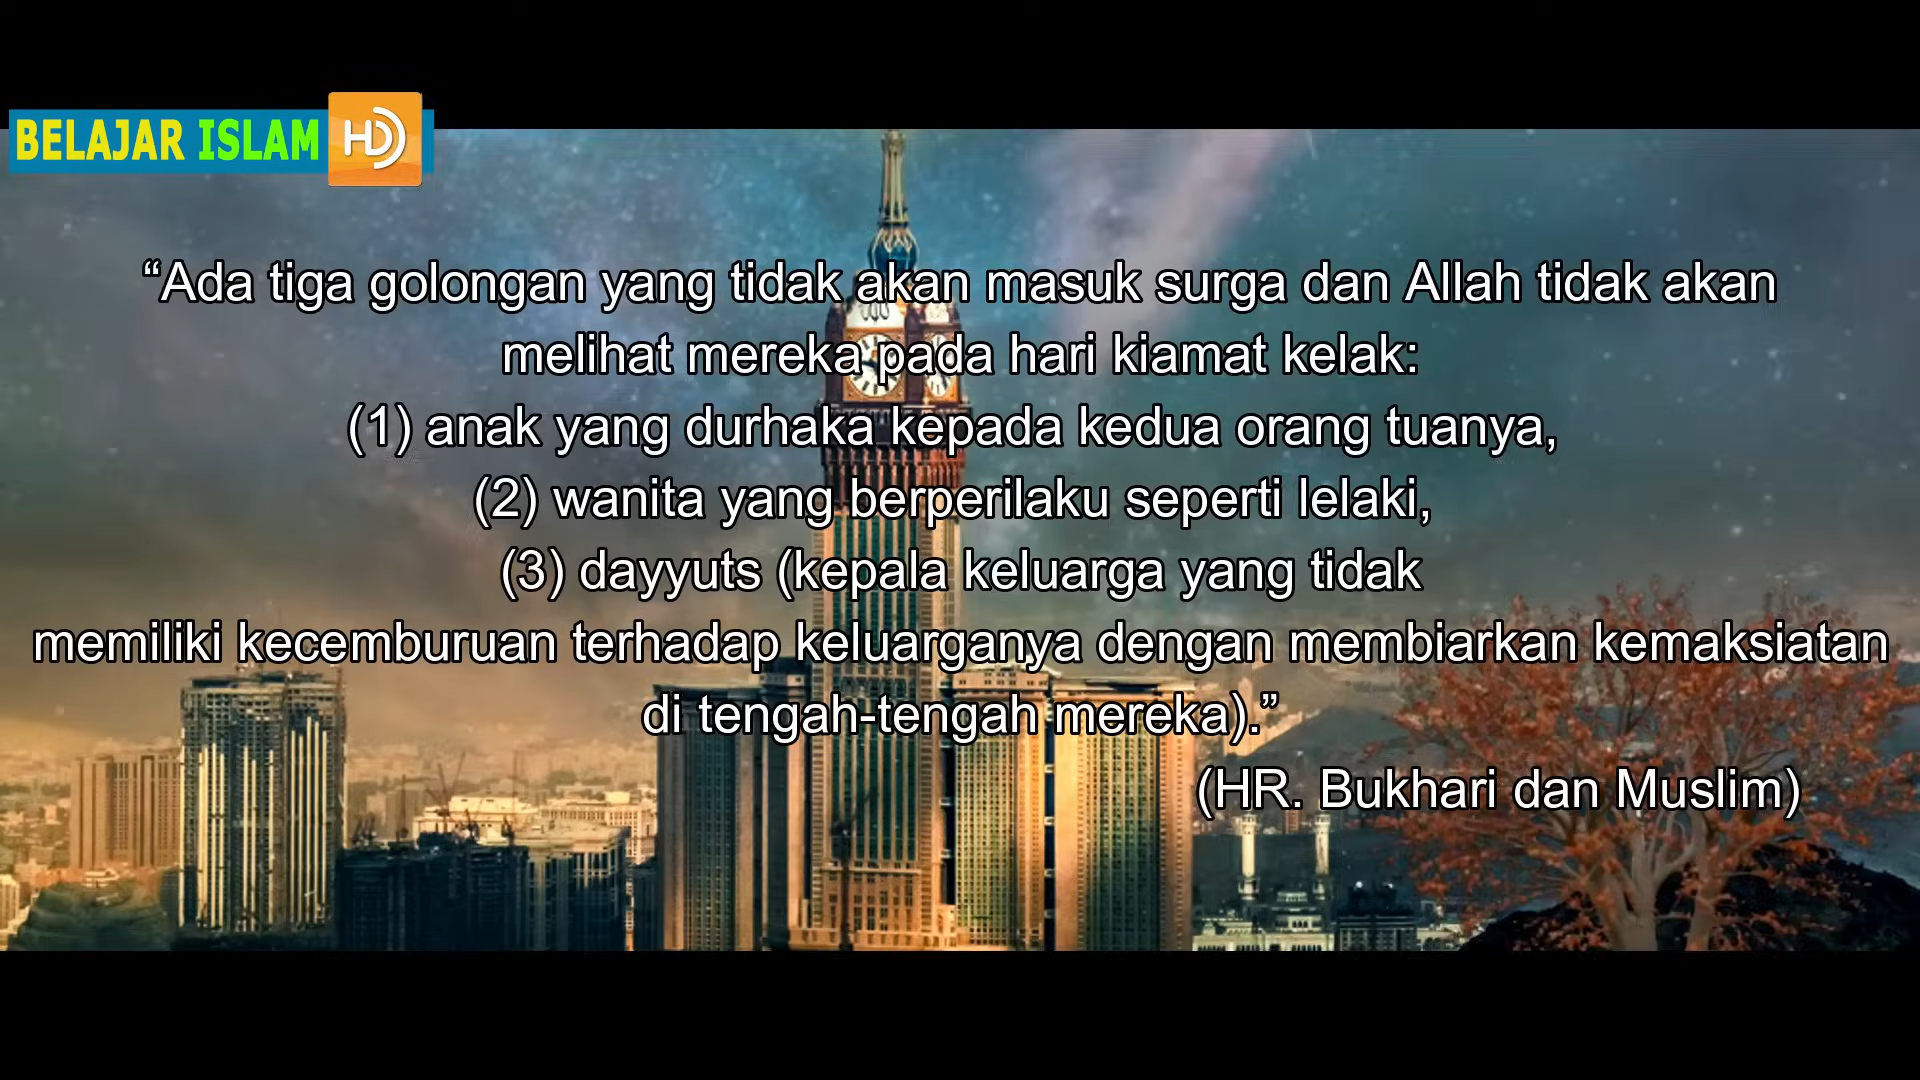 BELAJAR ISLAM HD
“Ada tiga golongan yang tidak akan masuk surga dan Allah tidak akan
melihat mereka pada hari kiamat kelak:
(1) anak yang durhaka kepada kedua orang tuanya,
(2) wanita yang berperilaku seperti lelaki,
(3) dayyuts (kepala keluarga yang tidak
memiliki kecemburuan terhadap keluarganya dengan membiarkan kemaksiatan
di tengah-tengah mereka).”
(HR. Bukhari dan Muslim)